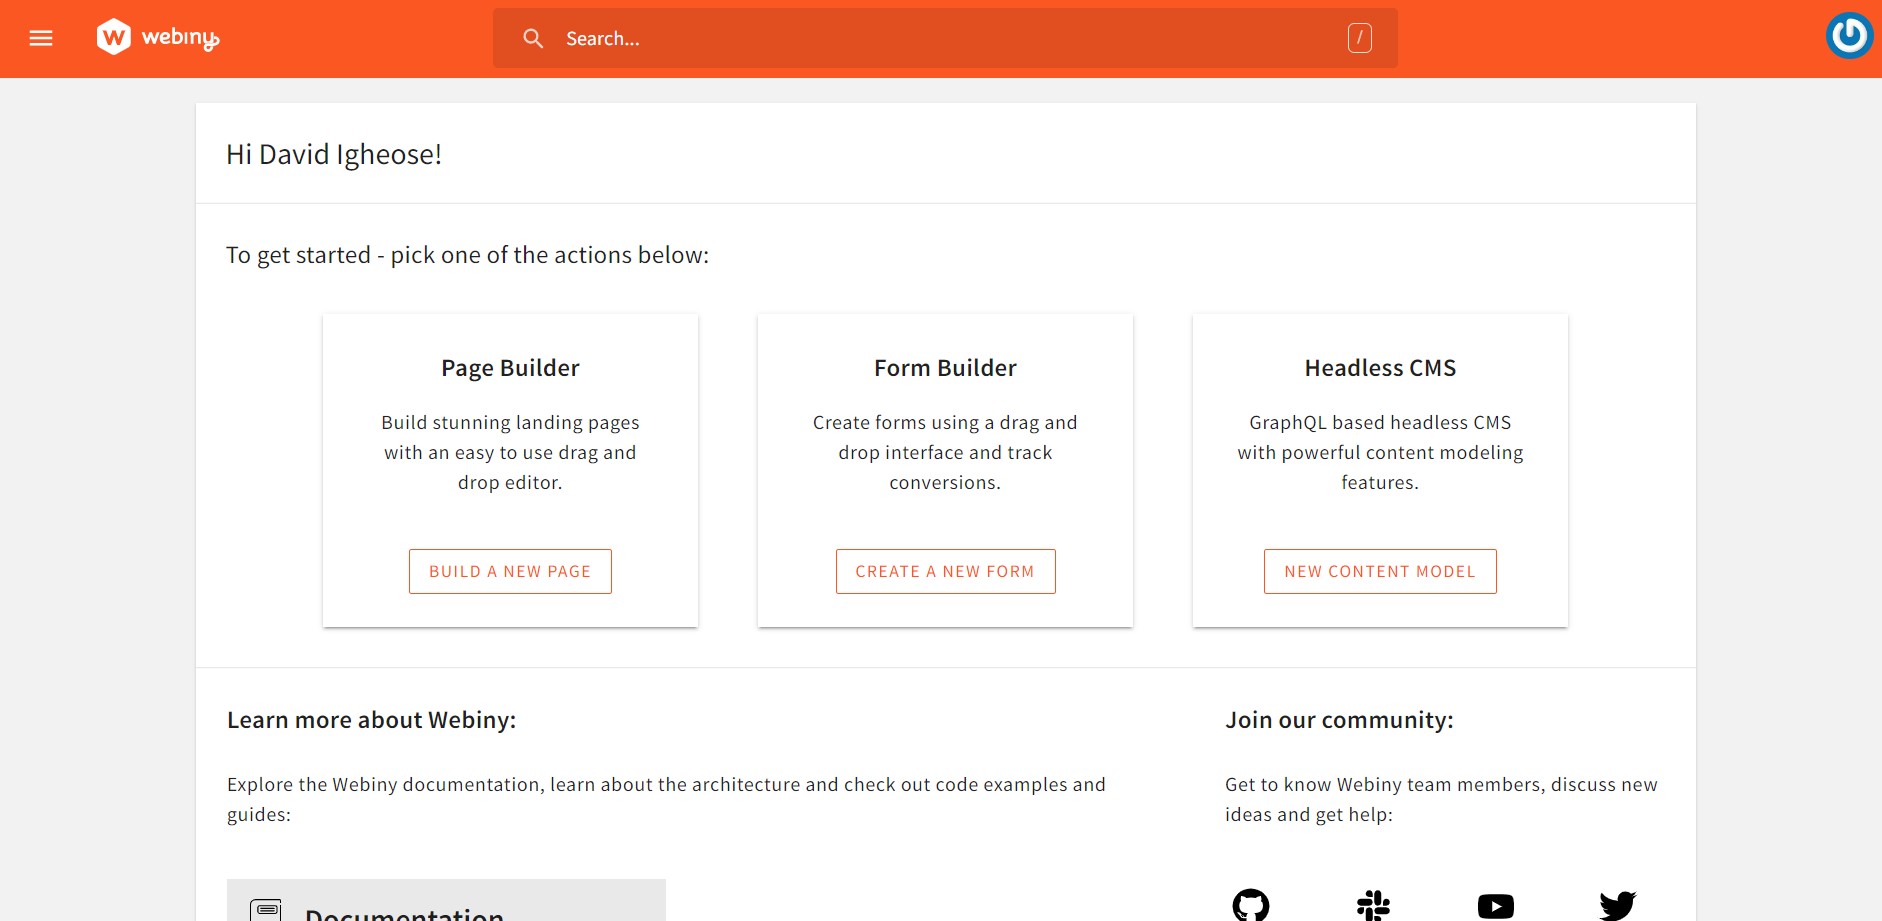 webiny
Search...
/
Hi David Igheose!
To get started - pick one of the actions below:
Page Builder
Build stunning landing pages
with an easy to use drag and
drop editor.
BUILD A NEW PAGE
Form Builder
Create forms using a drag and
drop interface and track
conversions.
CREATE A NEW FORM
Headless CMS
GraphQL based headless CMS
with powerful content modeling
features.
NEW CONTENT MODEL
Learn more about Webiny:
Explore the Webiny documentation, learn about the architecture and check out code examples and
guides:
Documentation
Join our community:
Get to know Webiny team members, discuss new
ideas and get help: